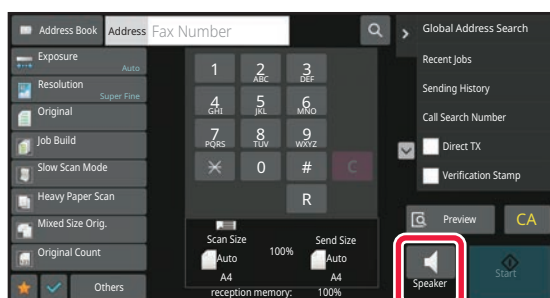 Address Book
Address
Fax Number
Global Address Search
Exposure
Auto
Resolution
Super Fine
Original
Job Build
Slow Scan Mode
Heavy Paper Scan
Mixed Size Orig.
Original Count
Others
1
2
ABC
3
DEF
4
GHI
5
JKL
6
MNO
7
PQRS
8
TUV
9
WXYZ
0
#
C
R
Scan Size
Auto
A4
100%
Send Size
Auto
A4
reception memory: 100%
Recent Jobs
Sending History
Call Search Number
Direct TX
Verification Stamp
Preview
CA
Speaker
Start